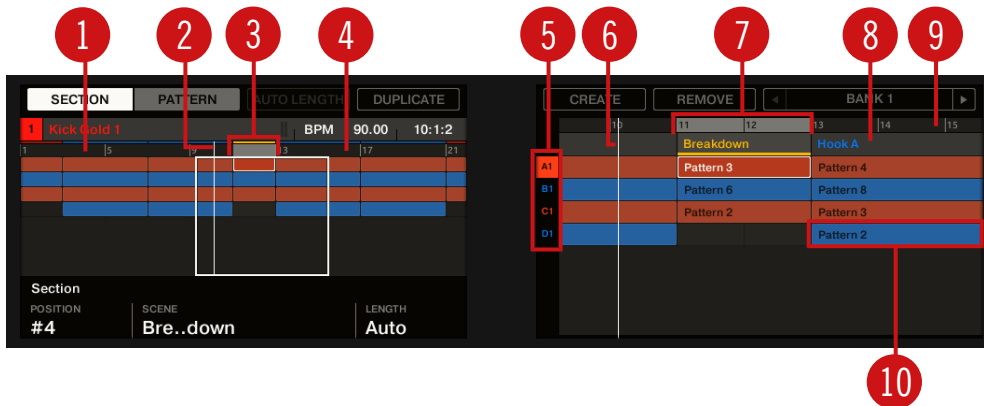 1 2 3 4 5 6 7 8 9
SECTION PATTERN AUTO LENGTH DUPLICATE
1 Kick Gold 1 BPM 90.00 10:1:2
1 5 9 13 17 21
Section
POSITION SCENE LENGTH
#4 Bre..down Auto
CREATE REMOVE BANK 1
10 11 12 13 14 15
Breakdown Hook A
A1 Pattern 3 Pattern 4
B1 Pattern 6 Pattern 8
C1 Pattern 2 Pattern 3
D1 Pattern 2
10